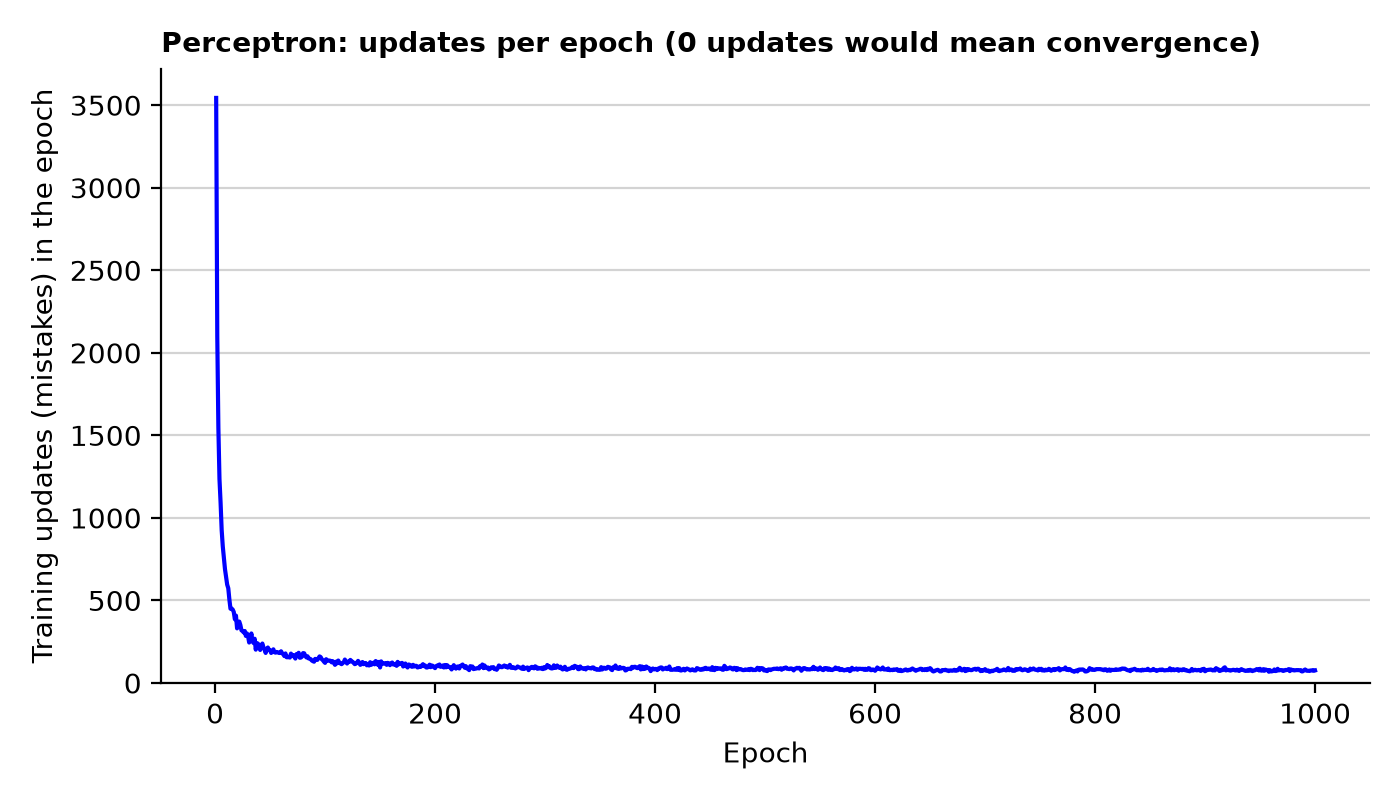 Perceptron: updates per epoch (0 updates would mean convergence)
Training updates (mistakes) in the epoch
3500
3000
2500
2000
1500
1000
500
0
0 200 400 600 800 1000
Epoch